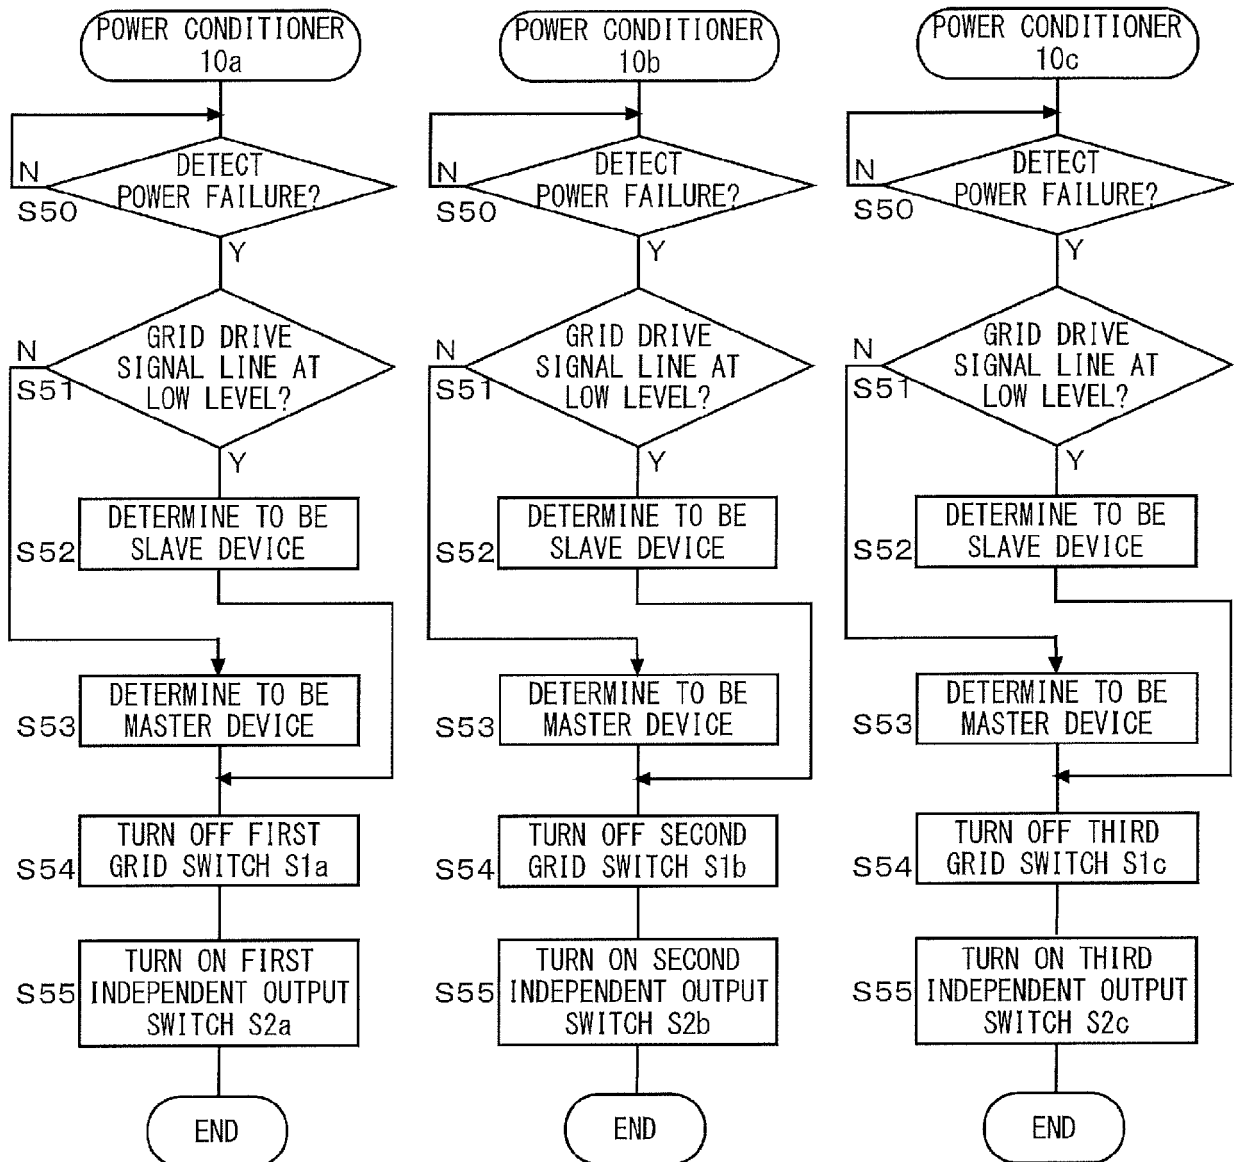 POWER CONDITIONER
10a
DETECT
POWER FAILURE?
N
S50
Y
GRID DRIVE
SIGNAL LINE AT
LOW LEVEL?
N
S51
Y
DETERMINE TO BE
SLAVE DEVICE
S52
DETERMINE TO BE
MASTER DEVICE
S53
TURN OFF FIRST
GRID SWITCH S1a
S54
TURN ON FIRST
INDEPENDENT OUTPUT
SWITCH S2a
S55
END
POWER CONDITIONER
10b
DETECT
POWER FAILURE?
N
S50
Y
GRID DRIVE
SIGNAL LINE AT
LOW LEVEL?
N
S51
Y
DETERMINE TO BE
SLAVE DEVICE
S52
DETERMINE TO BE
MASTER DEVICE
S53
TURN OFF SECOND
GRID SWITCH S1b
S54
TURN ON SECOND
INDEPENDENT OUTPUT
SWITCH S2b
S55
END
POWER CONDITIONER
10c
DETECT
POWER FAILURE?
N
S50
Y
GRID DRIVE
SIGNAL LINE AT
LOW LEVEL?
N
S51
Y
DETERMINE TO BE
SLAVE DEVICE
S52
DETERMINE TO BE
MASTER DEVICE
S53
TURN OFF THIRD
GRID SWITCH S1c
S54
TURN ON THIRD
INDEPENDENT OUTPUT
SWITCH S2c
S55
END